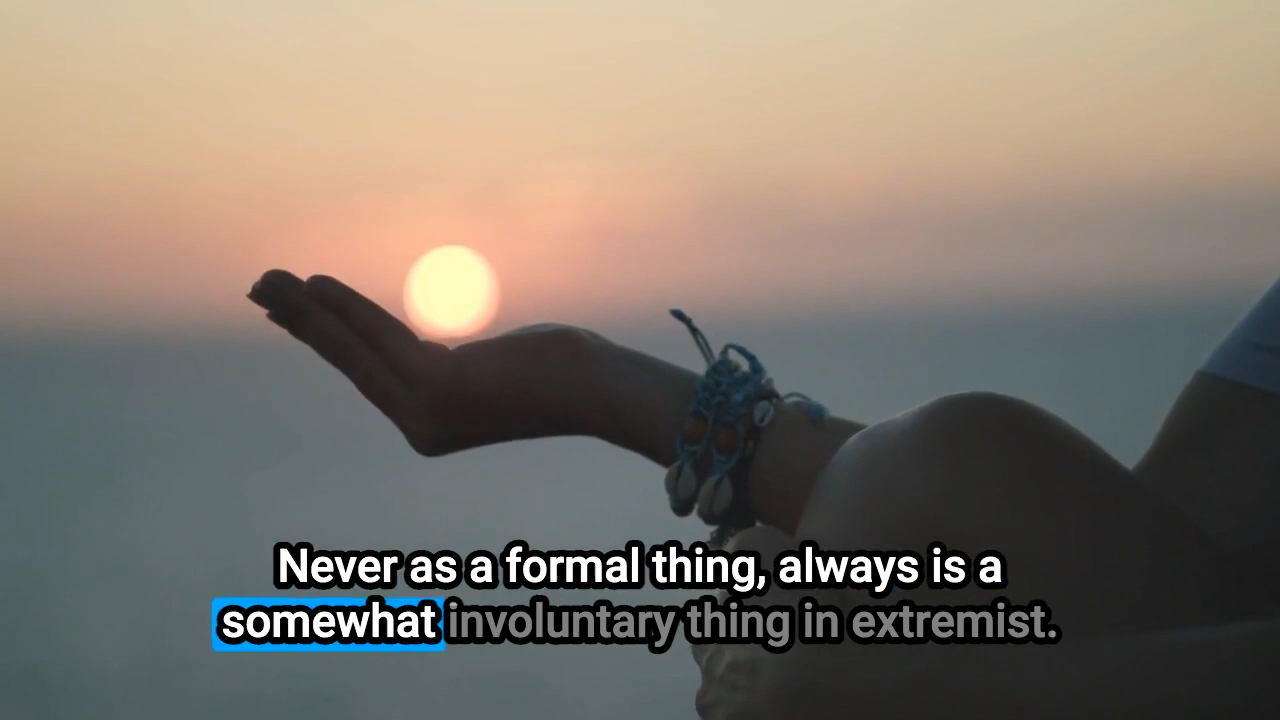 Never as a formal thing, always is a
somewhat involuntary thing in extremist.